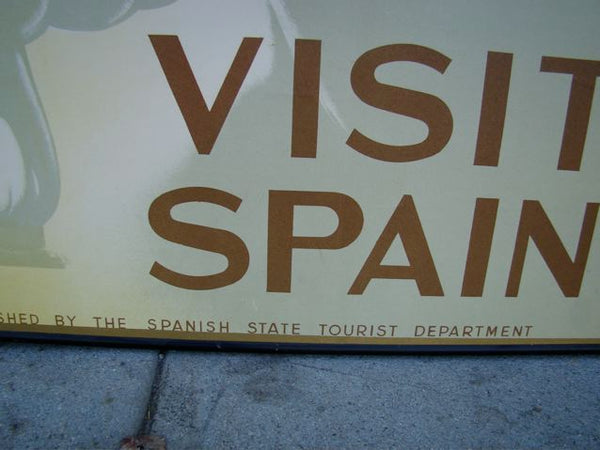 VISIT
SPAIN
SHED BY THE SPANISH STATE TOURIST DEPARTMENT